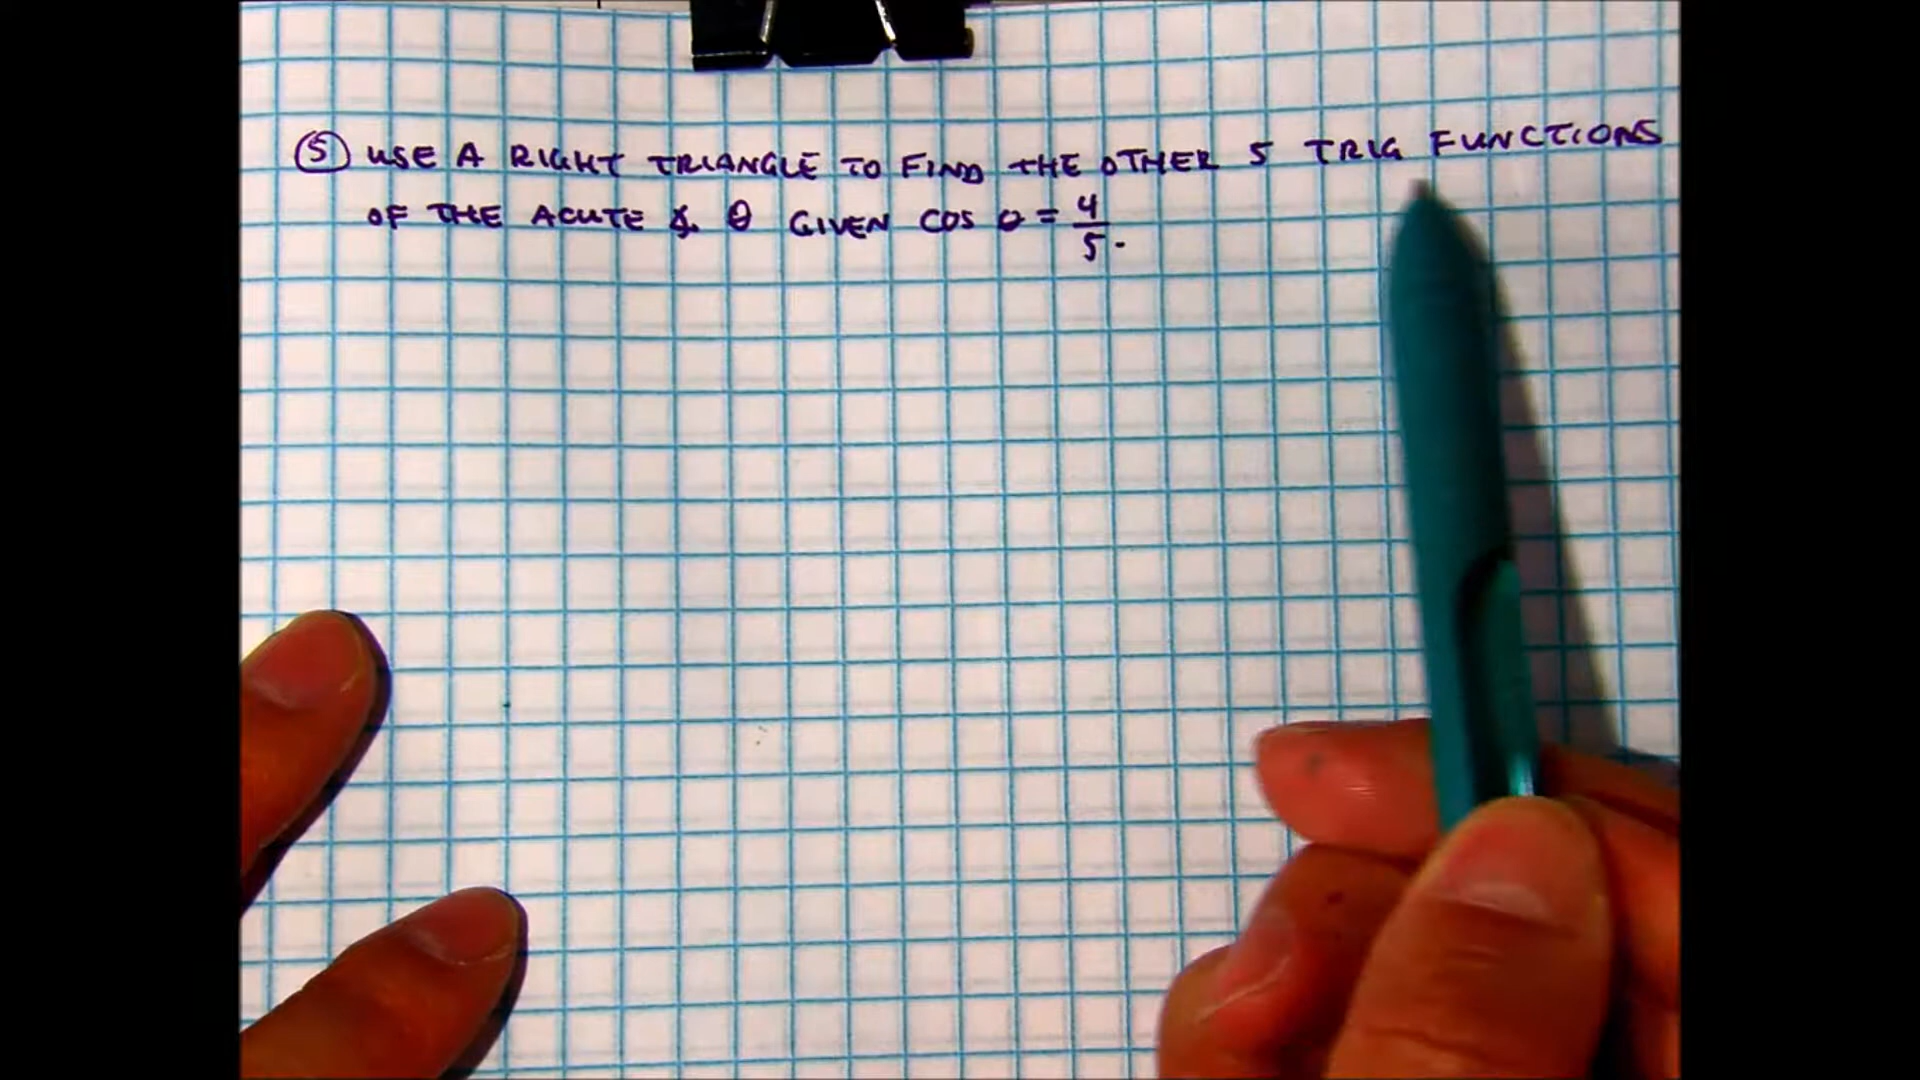 ⑤ USE A RIGHT TRIANGLE TO FIND THE OTHER 5 TRIG FUNCTIONS
OF THE ACUTE ∡ θ GIVEN COS θ = 4/5.